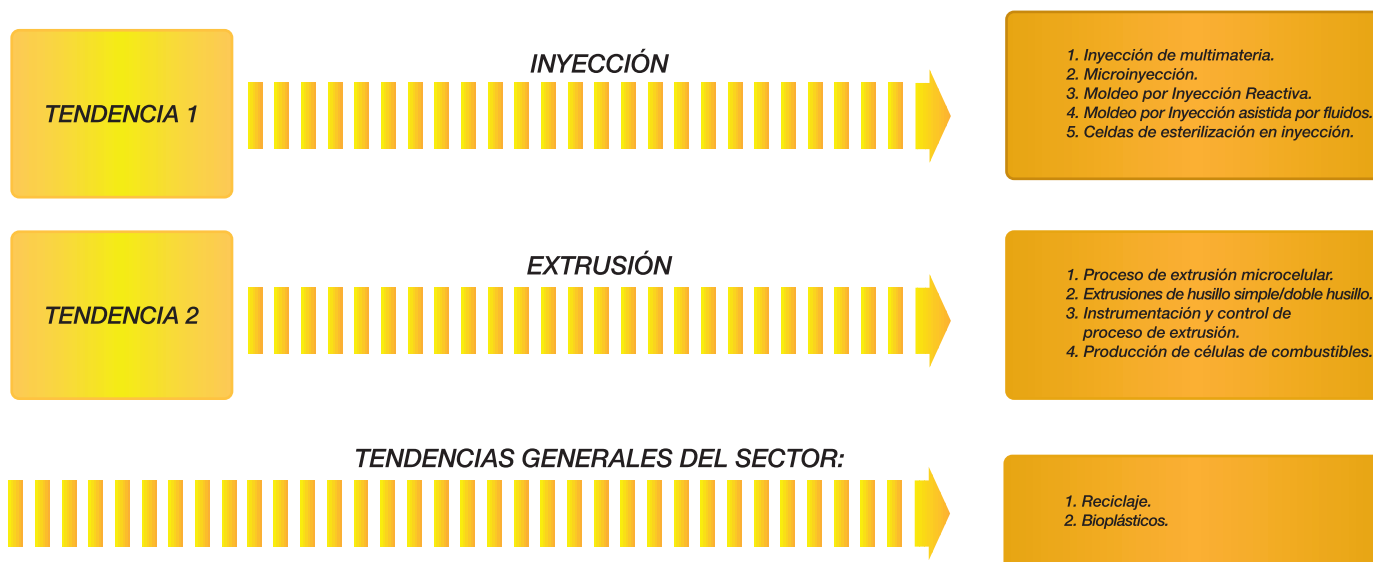 TENDENCIA 1
INYECCIÓN
1. Inyección de multimateria.
2. Microinyección.
3. Moldeo por Inyección Reactiva.
4. Moldeo por Inyección asistida por fluidos.
5. Celdas de esterilización en inyección.
TENDENCIA 2
EXTRUSIÓN
1. Proceso de extrusión microcelular.
2. Extrusiones de husillo simple/doble husillo.
3. Instrumentación y control de
proceso de extrusión.
4. Producción de células de combustibles.
TENDENCIAS GENERALES DEL SECTOR:
1. Reciclaje.
2. Bioplásticos.